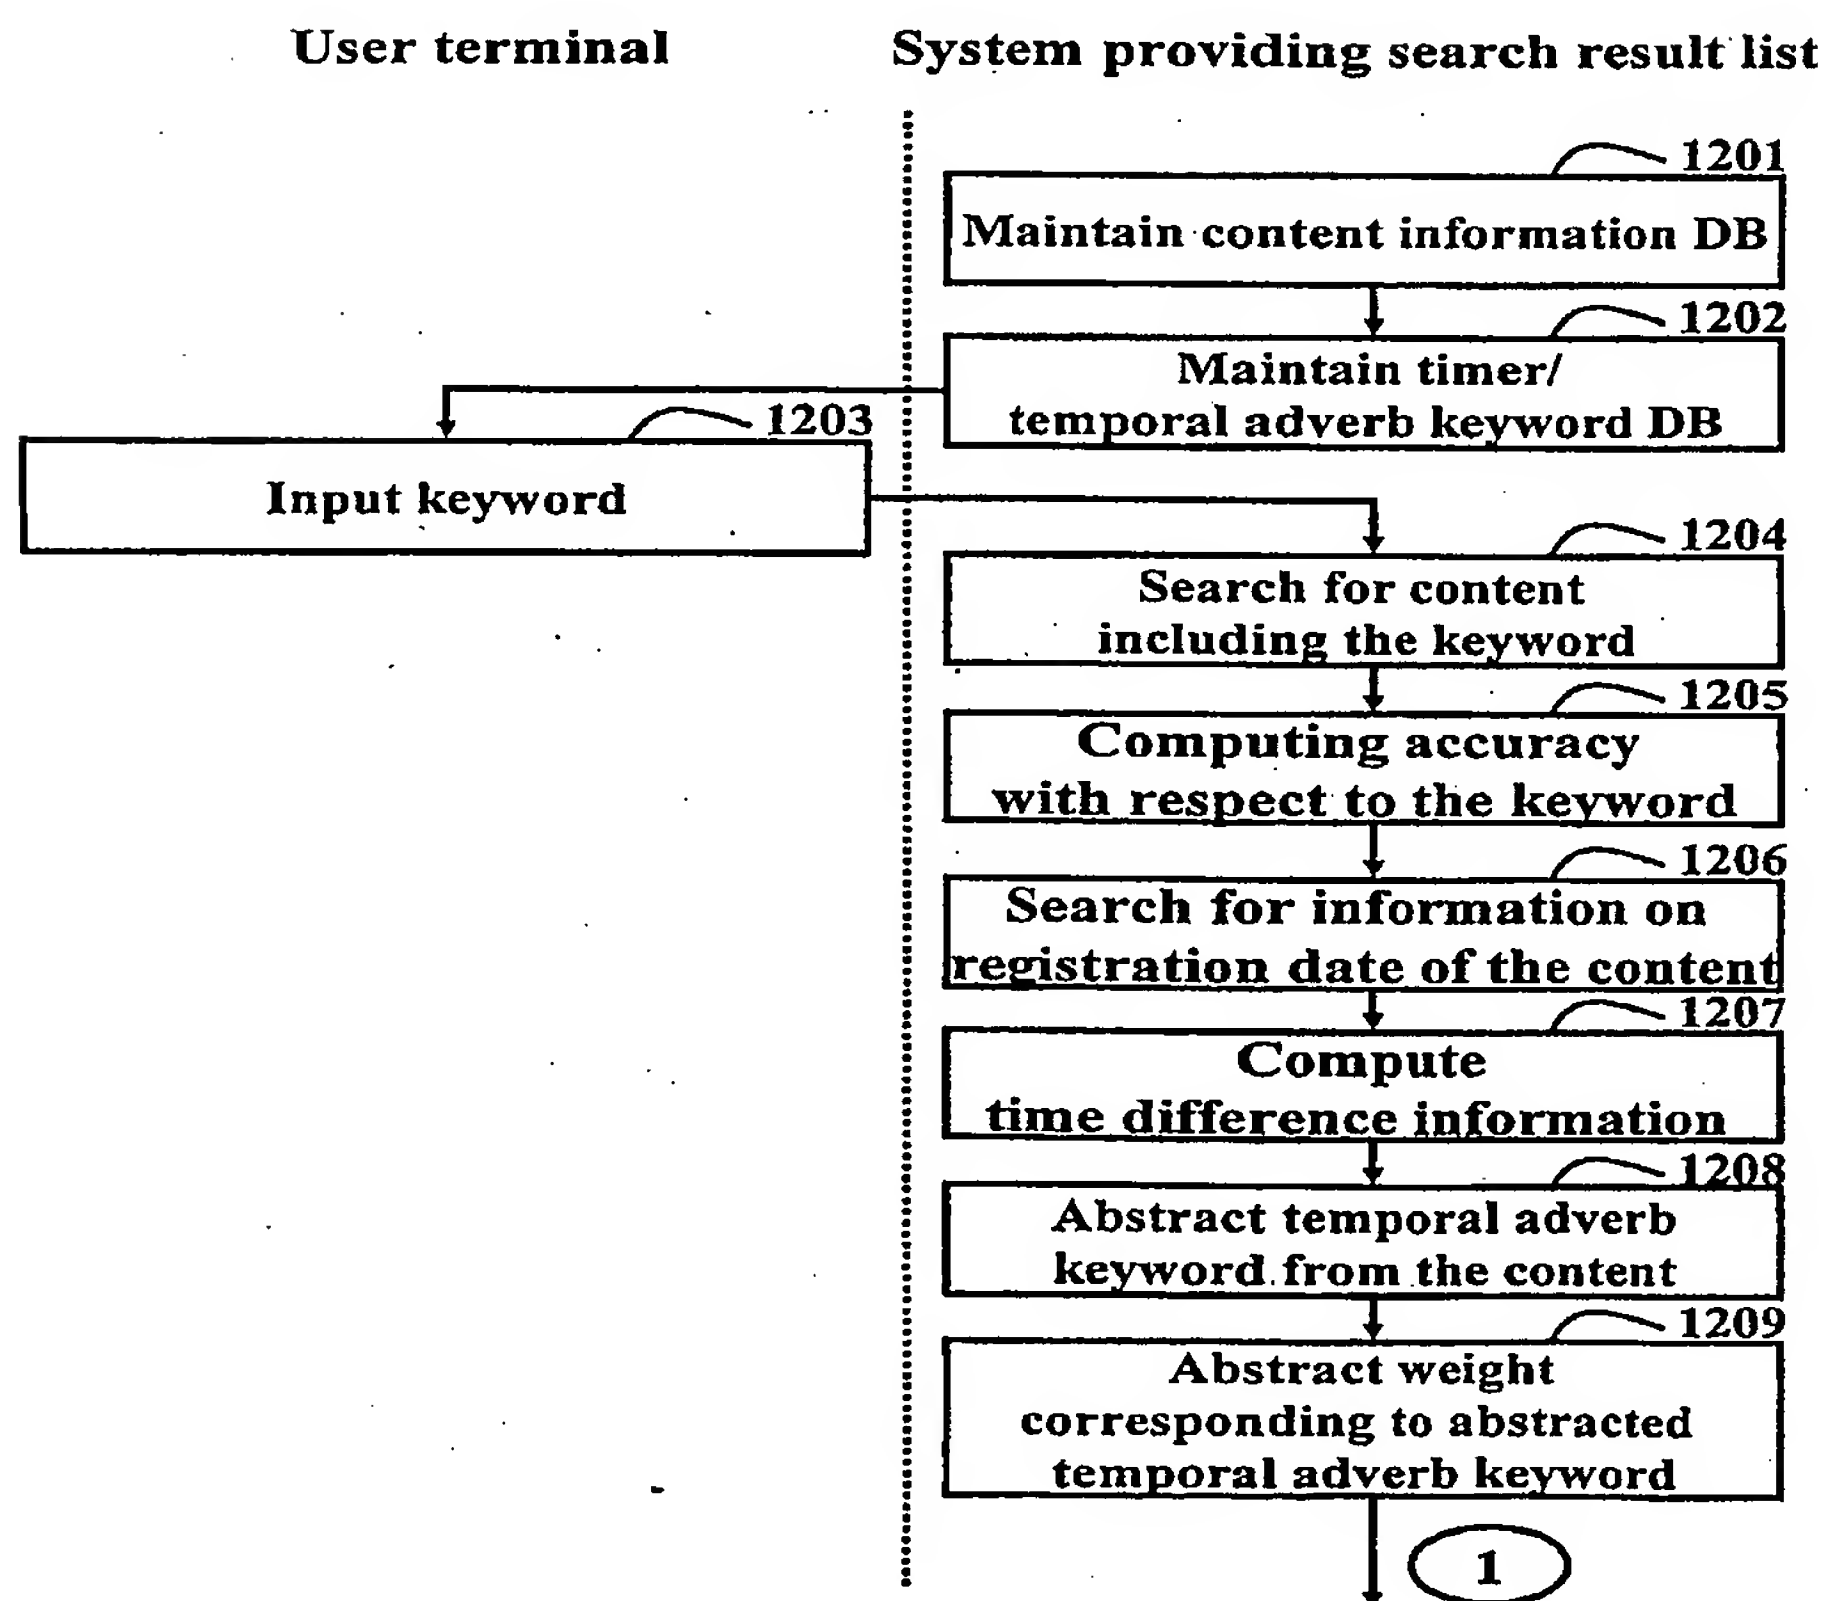 User terminal
System providing search result list
1201
Maintain content information DB
1202
Maintain timer/
temporal adverb keyword DB
1203
Input keyword
1204
Search for content
including the keyword
1205
Computing accuracy
with respect to the keyword
1206
Search for information on
registration date of the content
1207
Compute
time difference information
1208
Abstract temporal adverb
keyword from the content
1209
Abstract weight
corresponding to abstracted
temporal adverb keyword
1